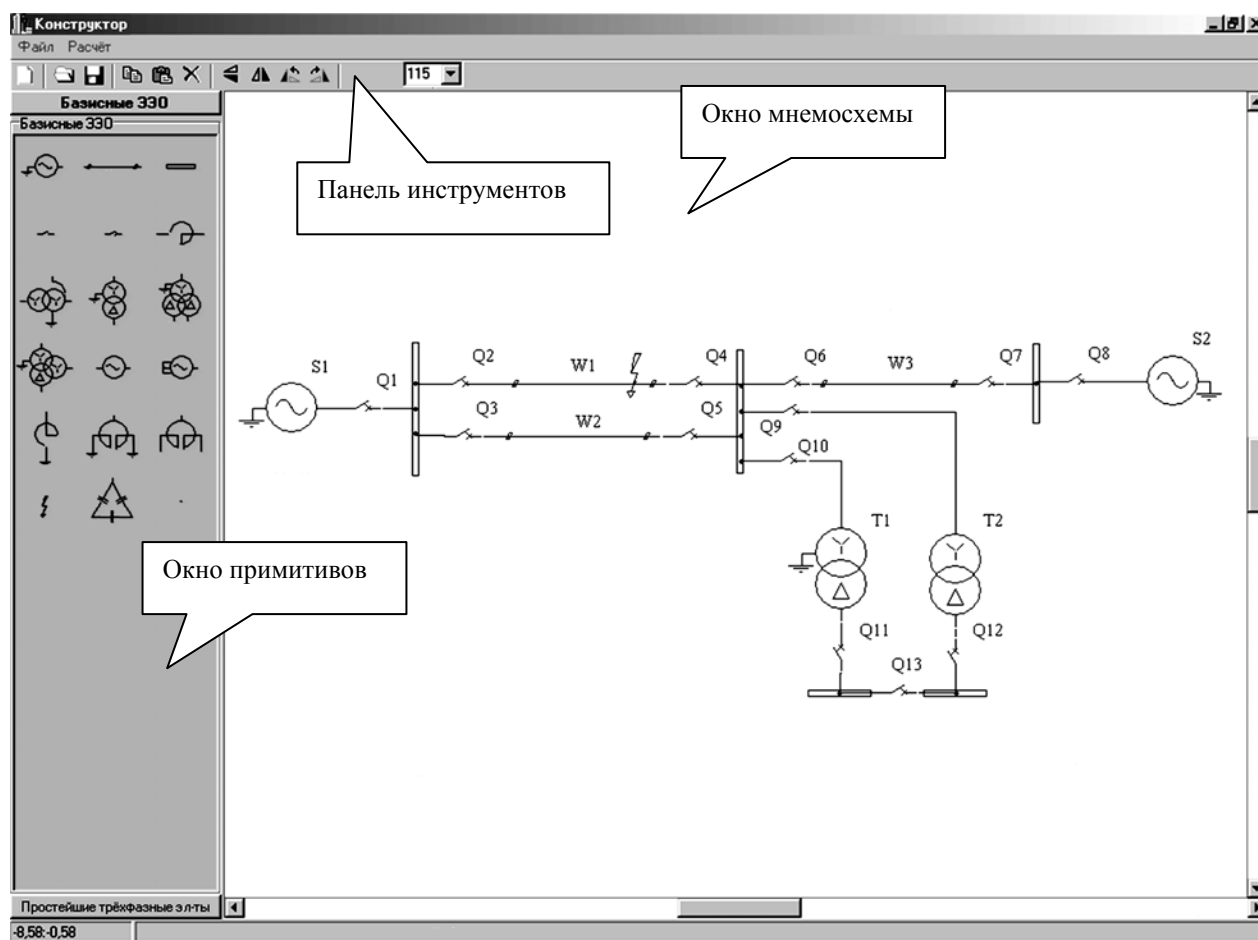 Конструктор
Файл Расчёт
115
Базисные ЭЭО
Базисные ЭЭО
Окно мнемосхемы
Панель инструментов
Окно примитивов
S1
Q1
Q2
W1
Q4
Q6
W3
Q7
Q8
S2
Q3
W2
Q5
Q9
Q10
T1
T2
Q11
Q12
Q13
Простейшие трёхфазные эл-ты
-8,58:-0,58